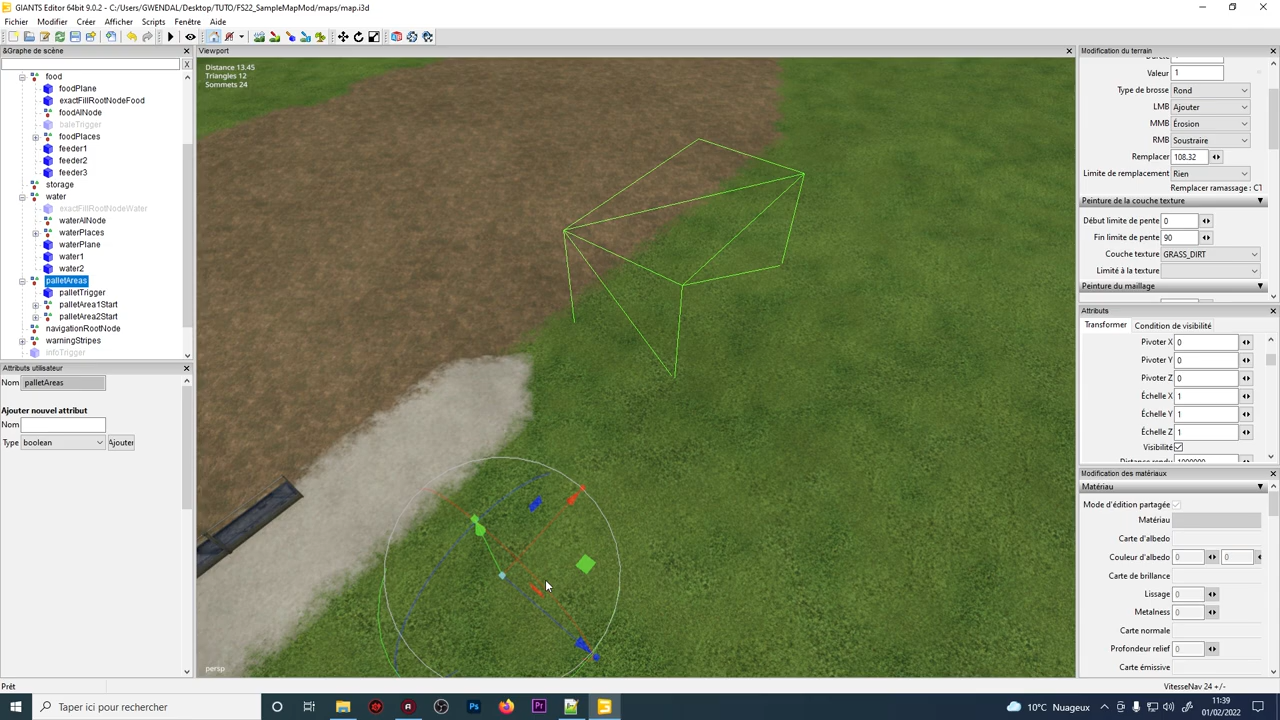 GIANTS Editor 64bit 9.0.2 - C:/Users/GWENDAL/Desktop/TUTO/FS22_SampleMapMod/maps/map.i3d
Fichier Modifier Créer Afficher Scripts Fenêtre Aide
&Graphe de scène
Viewport
Modification du terrain
X
food
foodPlane
exactFillRootNodeFood
foodAINode
baleTrigger
foodPlaces
feeder1
feeder2
feeder3
storage
water
exactFillRootNodeWater
waterAINode
waterPlaces
waterPlane
water1
water2
palletAreas
palletTrigger
palletArea1Start
palletArea2Start
navigationRootNode
warningStripes
infoTrigger
Attributs utilisateur
Nom palletAreas
Ajouter nouvel attribut
Nom
Type boolean Ajouter
Distance 13.45
Triangles 12
Sommets 24
persp
Valeur 1
Type de brosse Rond
LMB Ajouter
MMB Érosion
RMB Soustraire
Remplacer 108.32
Limite de remplacement Rien
Remplacer ramassage : CT
Peinture de la couche texture
Début limite de pente 0
Fin limite de pente 90
Couche texture GRASS_DIRT
Limité à la texture
Peinture du maillage
Attributs
Transformer Condition de visibilité
Pivoter X 0
Pivoter Y 0
Pivoter Z 0
Échelle X 1
Échelle Y 1
Échelle Z 1
Visibilité
Distance rendu 1000000
Modification des matériaux
Matériau
Mode d'édition partagée
Matériau
Carte d'albedo
Couleur d'albedo 0 0
Carte de brillance
Lissage 0
Metalness 0
Carte normale
Profondeur relief 0
Carte émissive
Prêt
VitesseNav 24 +/-
Taper ici pour rechercher
Ps
Pr
10°C Nuageux
11:39
01/02/2022